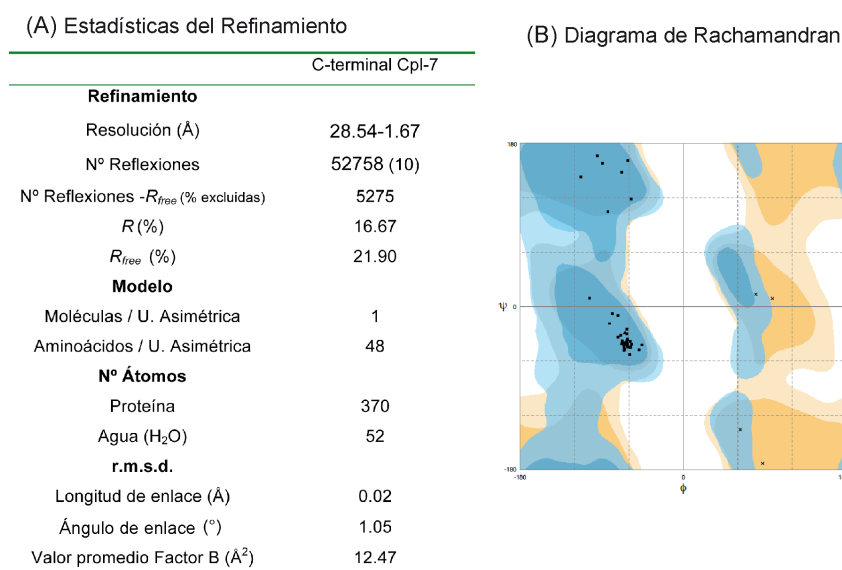 (A) Estadísticas del Refinamiento
C-terminal Cpl-7
Refinamiento
Resolución (Å) 28.54-1.67
Nº Reflexiones 52758 (10)
Nº Reflexiones -Rfree (% excluidas) 5275
R (%) 16.67
Rfree (%) 21.90
Modelo
Moléculas / U. Asimétrica 1
Aminoácidos / U. Asimétrica 48
Nº Átomos
Proteína 370
Agua (H2O) 52
r.m.s.d.
Longitud de enlace (Å) 0.02
Ángulo de enlace (°) 1.05
Valor promedio Factor B (Å2) 12.47
(B) Diagrama de Rachamandran
180
ψ 0
-180
-180 0
ϕ